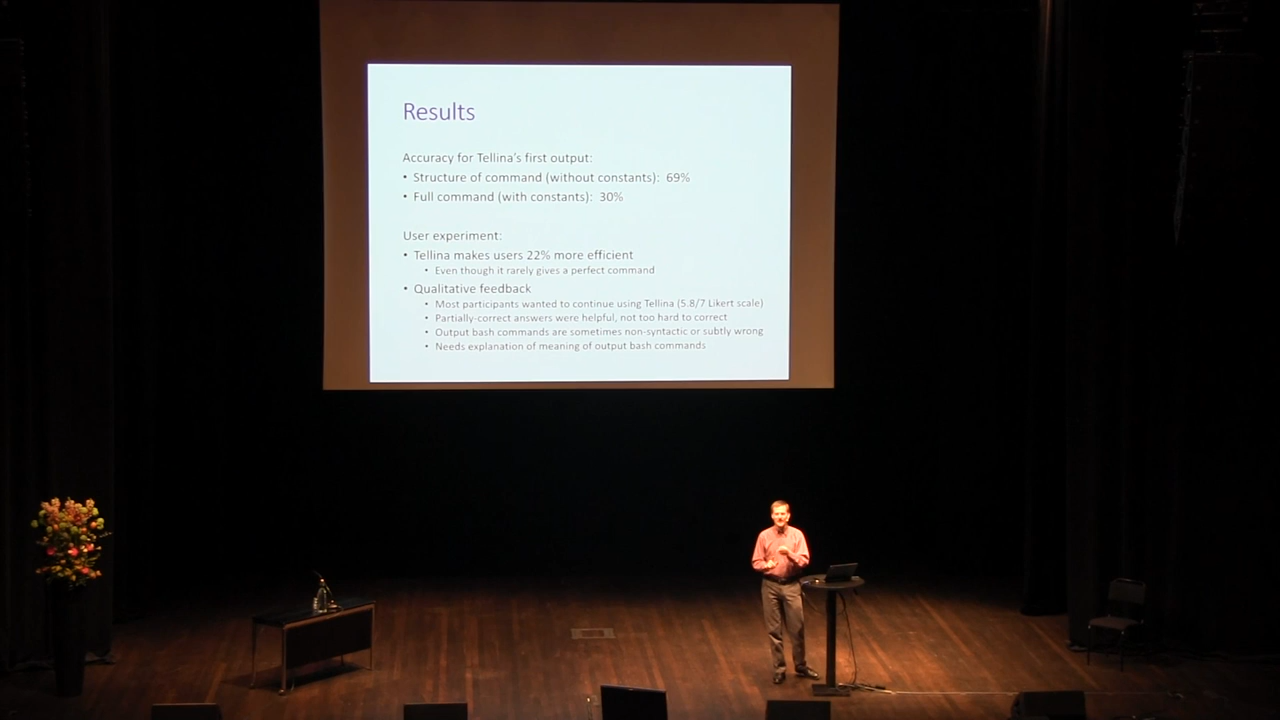 Results
Accuracy for Tellina's first output:
• Structure of command (without constants): 69%
• Full command (with constants): 30%
User experiment:
• Tellina makes users 22% more efficient
• Even though it rarely gives a perfect command
• Qualitative feedback
• Most participants wanted to continue using Tellina (5.8/7 Likert scale)
• Partially-correct answers were helpful, not too hard to correct
• Output bash commands are sometimes non-syntactic or subtly wrong
• Needs explanation of meaning of output bash commands